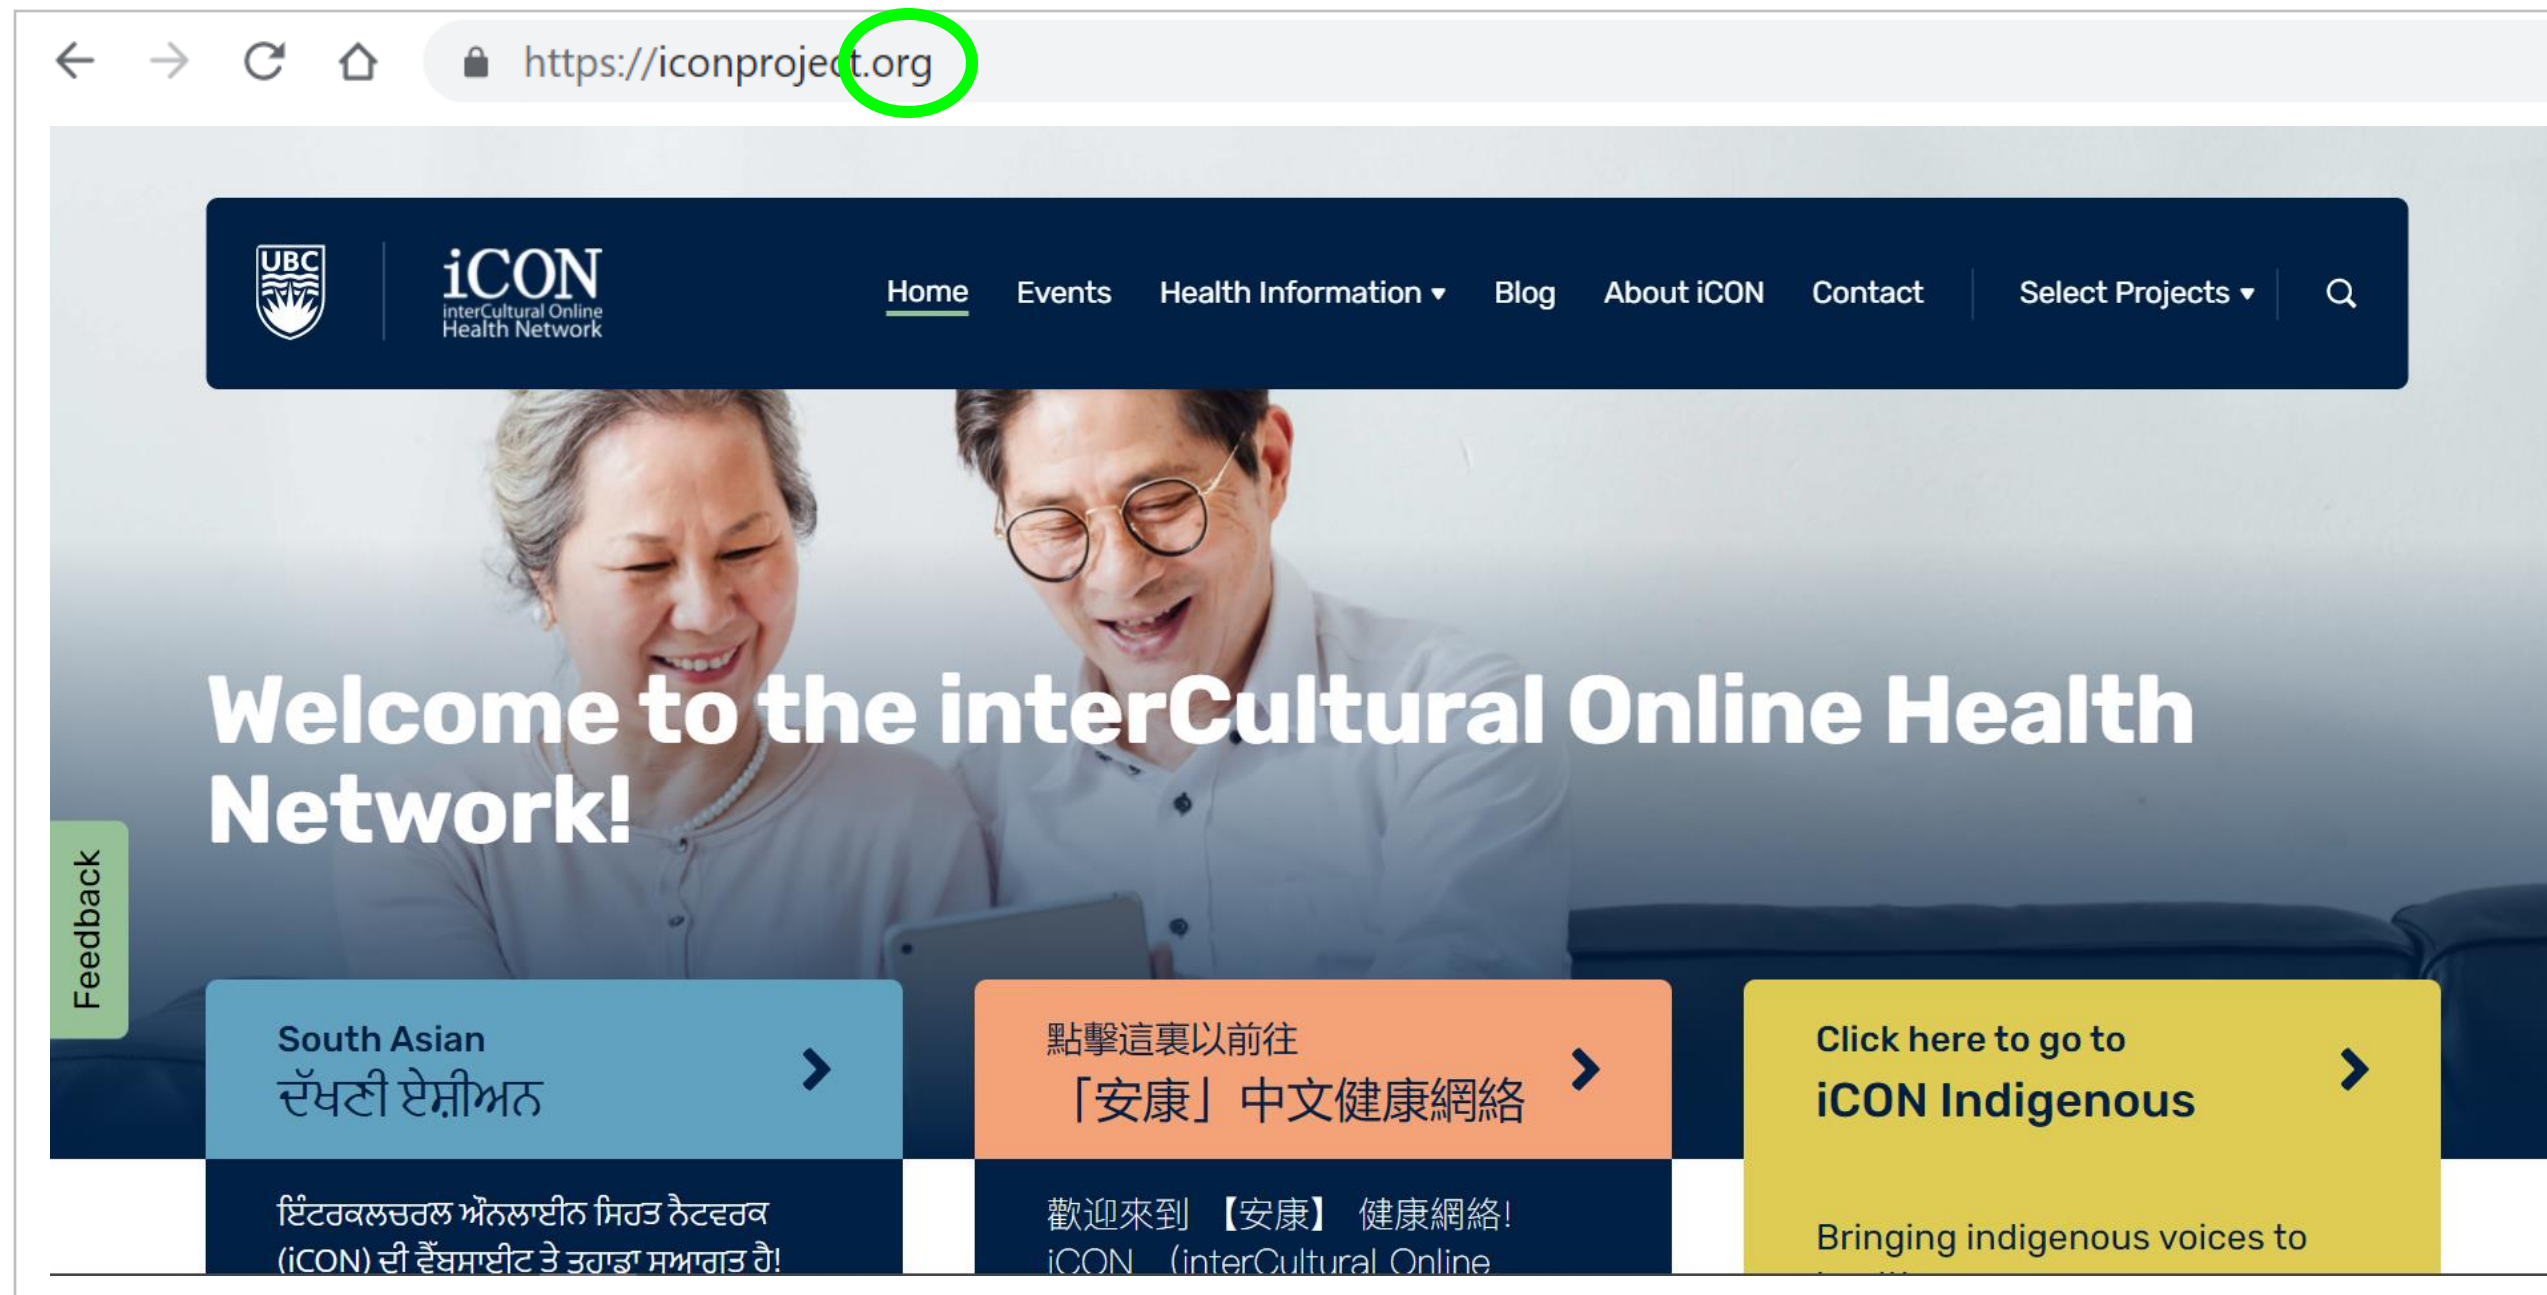 https://iconproject.org
UBC
iCON
interCultural Online
Health Network
Home Events Health Information ▾ Blog About iCON Contact Select Projects ▾
Welcome to the interCultural Online Health
Network!
Feedback
South Asian
ਦੱਖਣੀ ਏਸ਼ੀਅਨ
ਇੰਟਰਕਲਚਰਲ ਔਨਲਾਈਨ ਸਿਹਤ ਨੈਟਵਰਕ
(iCON) ਦੀ ਵੈੱਬਸਾਈਟ ਤੇ ਤੁਹਾਡਾ ਸਆਗਤ ਹੈ!
點擊這裏以前往
「安康」中文健康網絡
歡迎來到 【安康】 健康網絡!
iCON （interCultural Online
Click here to go to
iCON Indigenous
Bringing indigenous voices to